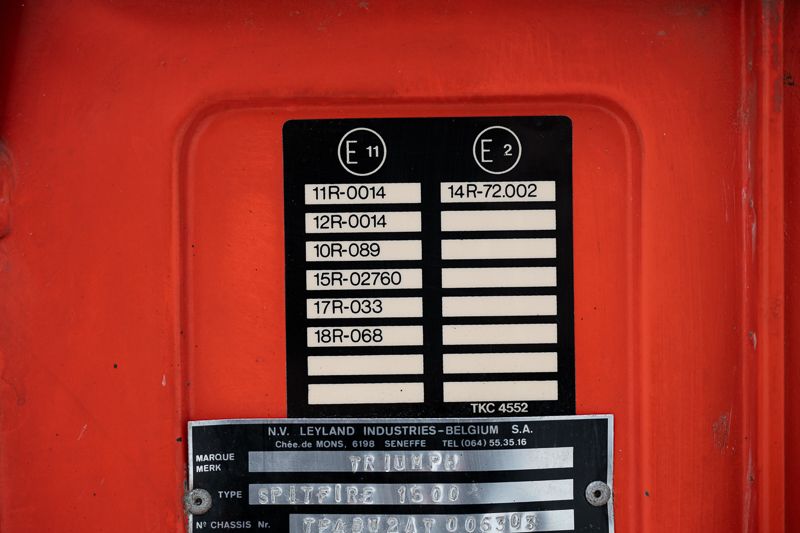 E 11 E 2
11R-0014 14R-72.002
12R-0014
10R-089
15R-02760
17R-033
18R-068
TKC 4552
N.V. LEYLAND INDUSTRIES-BELGIUM S.A.
Chée. de MONS, 6198 SENEFFE TEL (064) 55.35.16
MARQUE
MERK TRIUMPH
TYPE SPITFIRE 1500
Nº CHASSIS Nr.